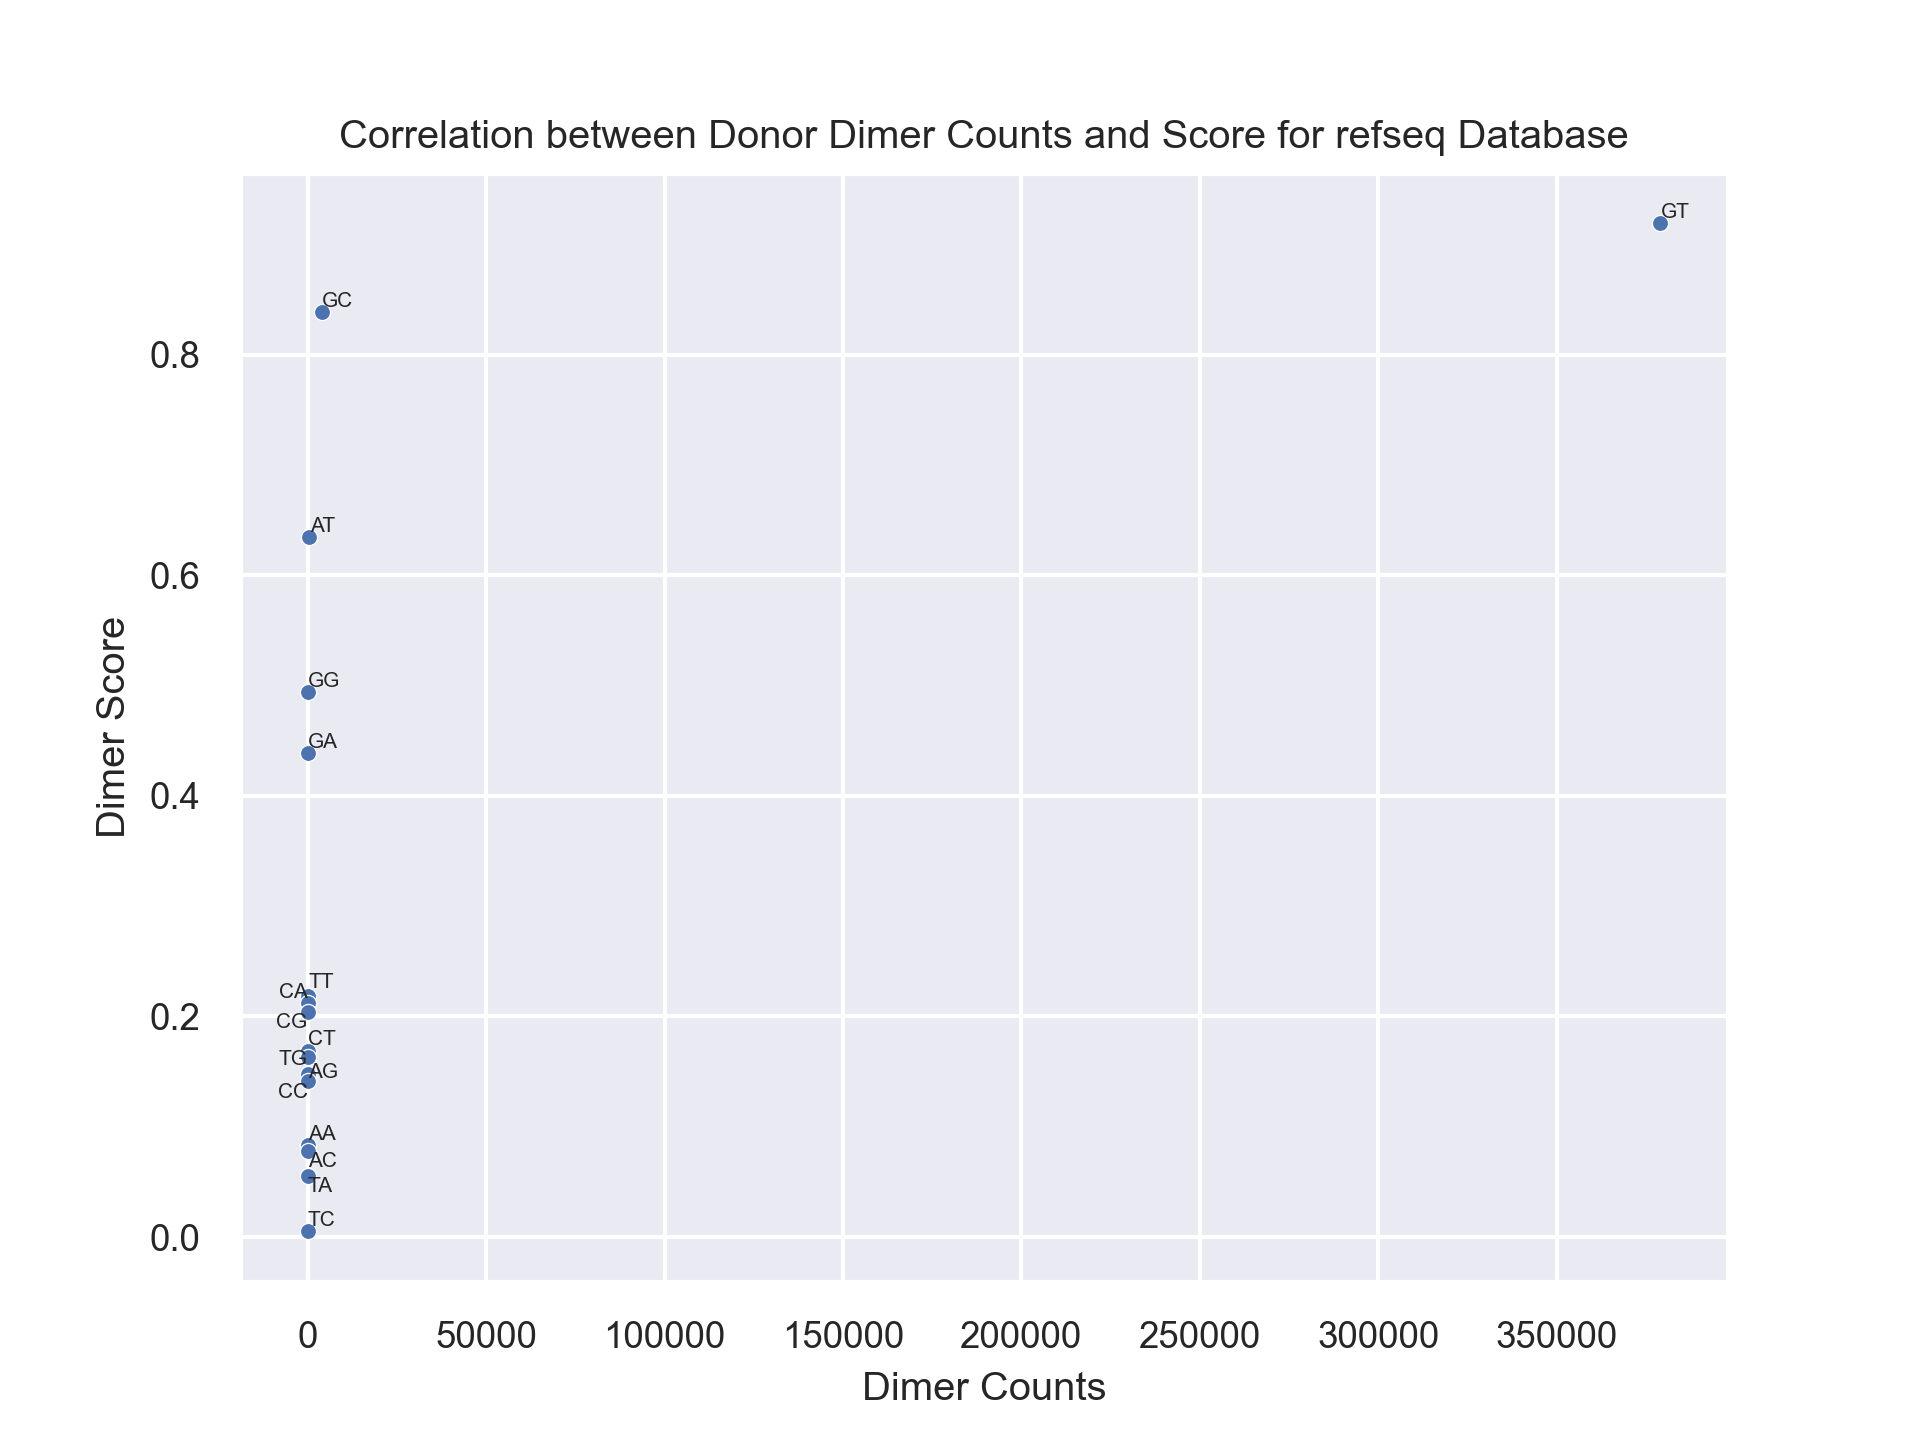 Correlation between Donor Dimer Counts and Score for refseq Database
GT
GC
0.8
AT
0.6
GG
GA
Dimer Score
0.4
TT
CA
0.2
CG
CT
TG
AG
CC
AA
AC
TA
TC
0.0
0 50000 100000 150000 200000 250000 300000 350000
Dimer Counts